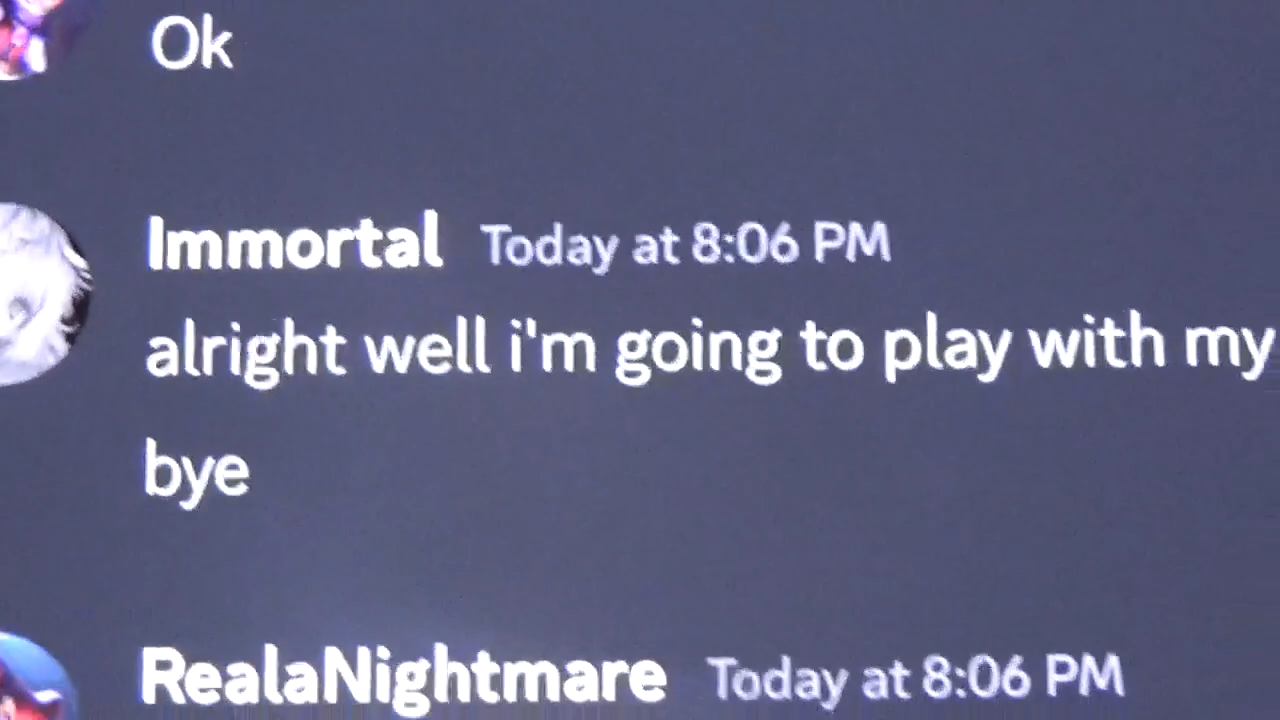 Ok
Immortal Today at 8:06 PM
alright well i'm going to play with my
bye
RealaNightmare Today at 8:06 PM